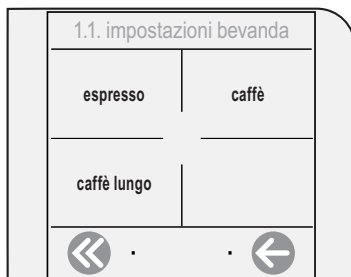 1.1. impostazioni bevanda
espresso
caffè
caffè lungo